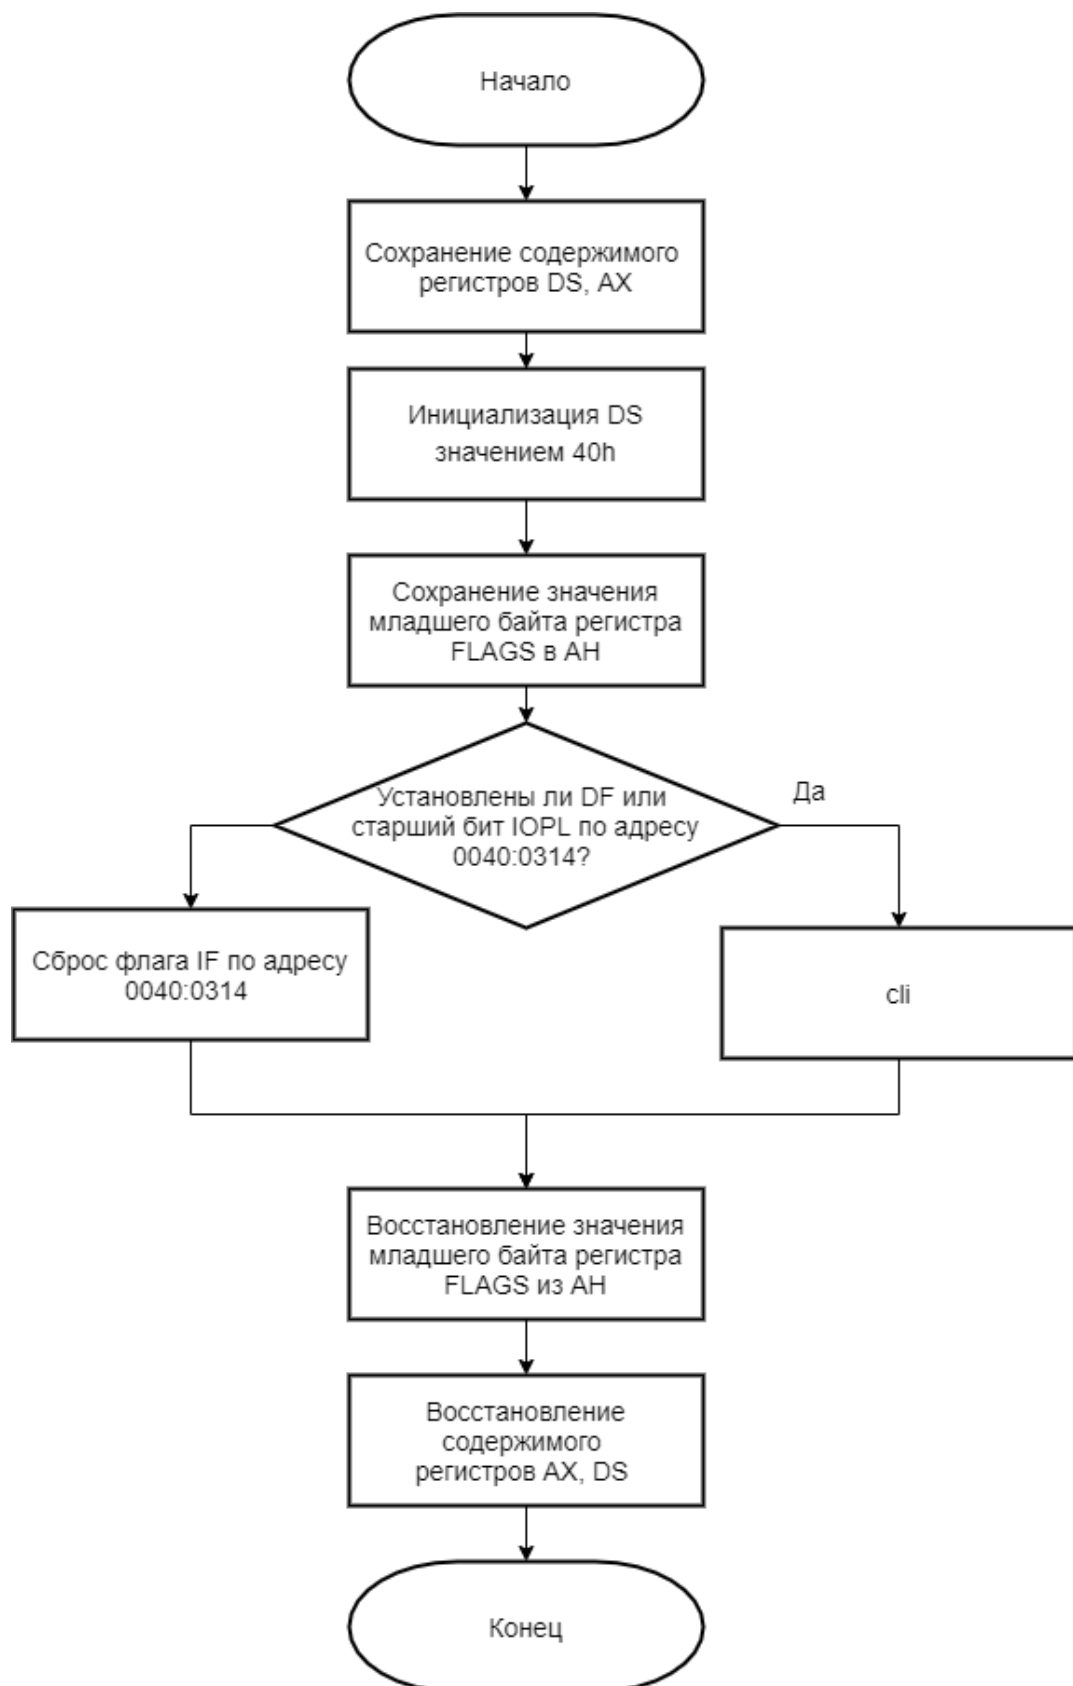 Начало
Сохранение содержимого
регистров DS, AX
Инициализация DS
значением 40h
Сохранение значения
младшего байта регистра
FLAGS в AH
Установлены ли DF или
старший бит IOPL по адресу
0040:0314?
Да
Сброс флага IF по адресу
0040:0314
cli
Восстановление значения
младшего байта регистра
FLAGS из AH
Восстановление
содержимого
регистров AX, DS
Конец